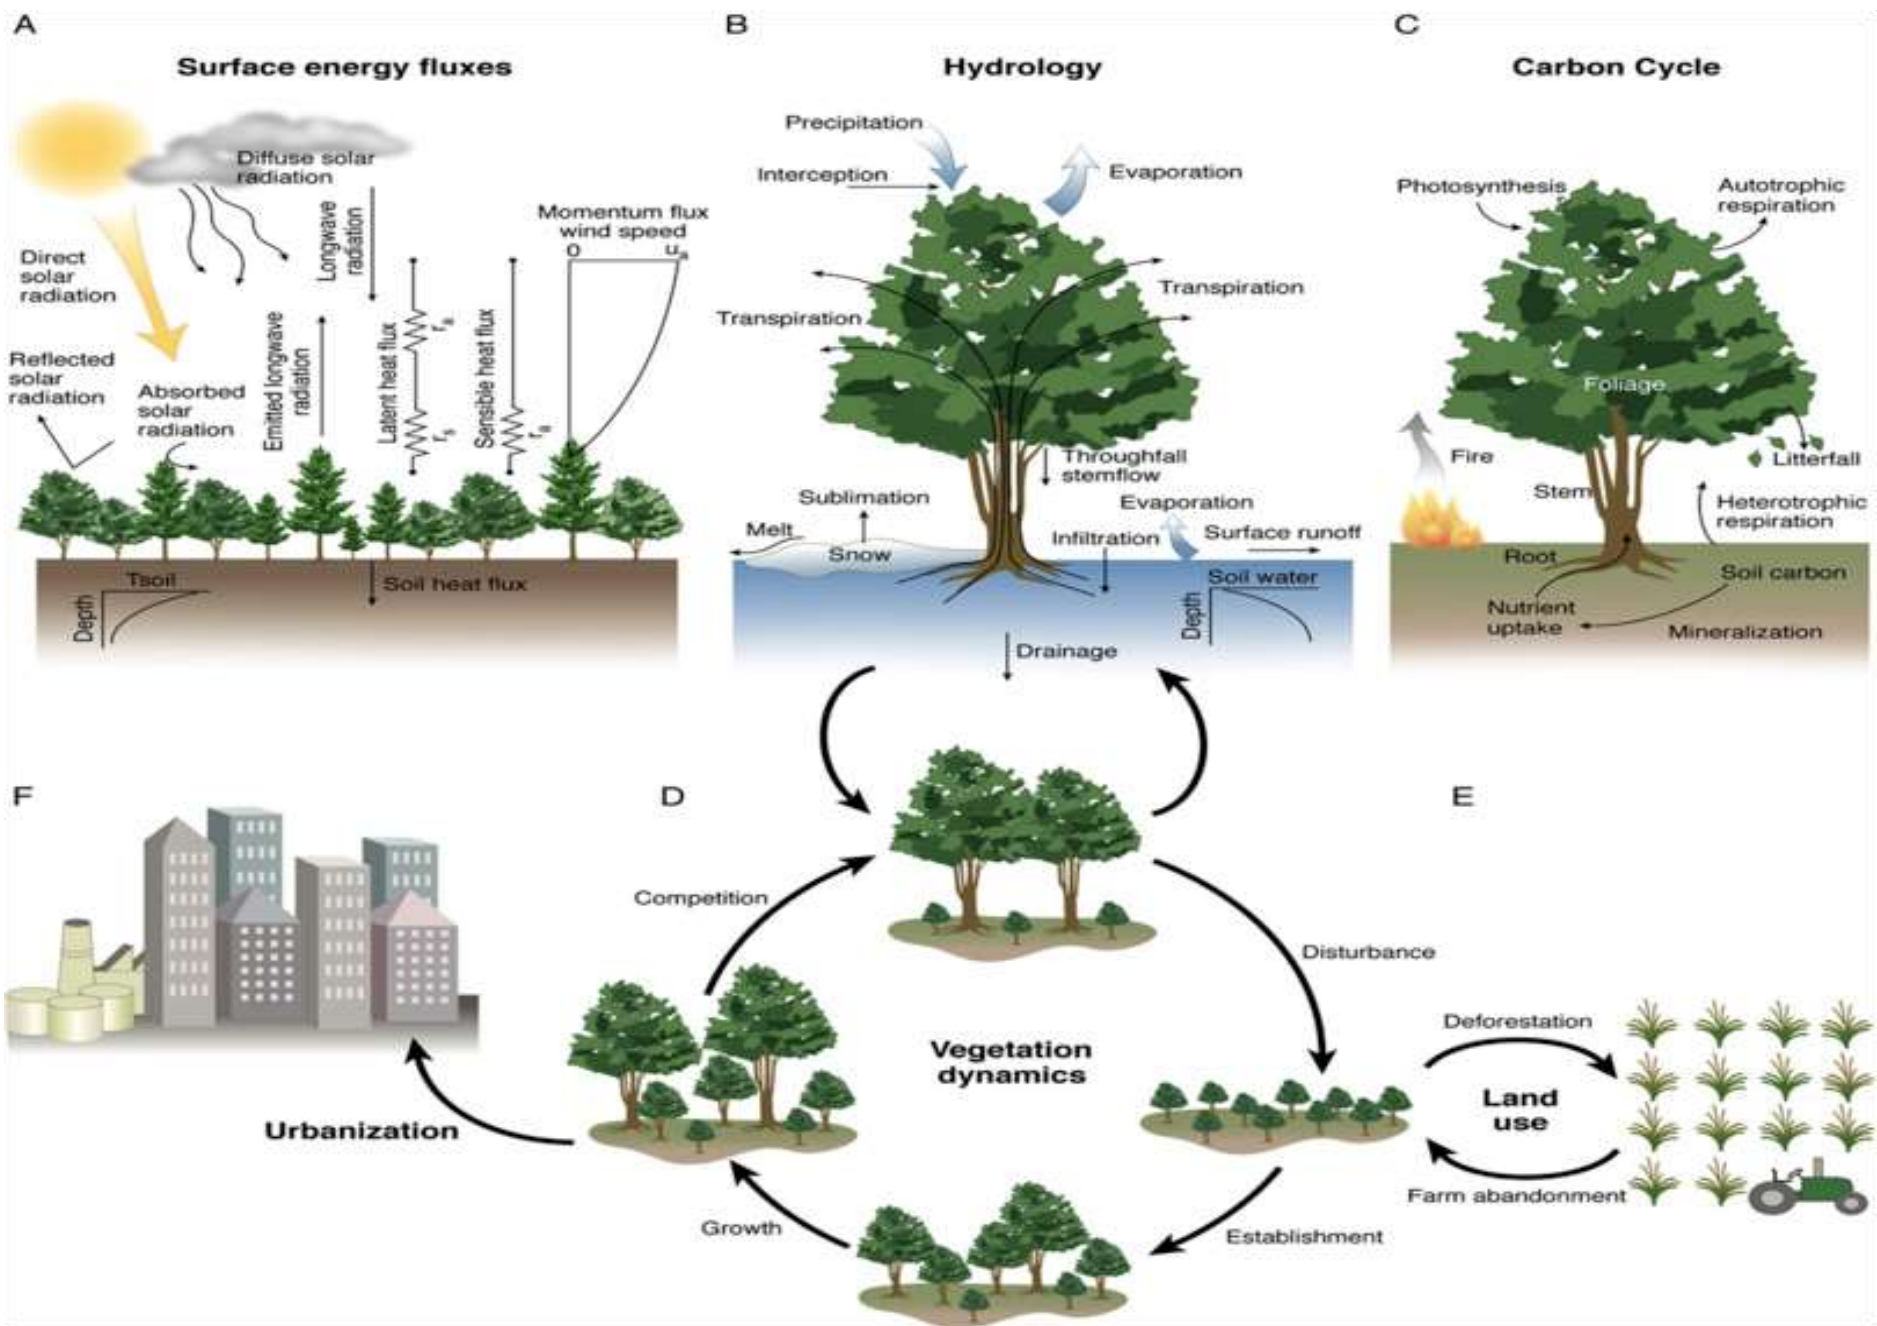 A
Surface energy fluxes
Diffuse solar
radiation
Direct
solar
radiation
Longwave
radiation
Momentum flux
wind speed
0
ua
Reflected
solar
radiation
Absorbed
solar
radiation
Emitted longwave
radiation
Latent heat flux
ra
rs
Sensible heat flux
ra
Tsoil
Depth
Soil heat flux
B
Hydrology
Precipitation
Interception
Evaporation
Transpiration
Transpiration
Throughfall
stemflow
Sublimation
Evaporation
Melt
Snow
Infiltration
Surface runoff
Soil water
Depth
Drainage
C
Carbon Cycle
Photosynthesis
Autotrophic
respiration
Foliage
Fire
Litterfall
Stem
Heterotrophic
respiration
Root
Soil carbon
Nutrient
uptake
Mineralization
F
Urbanization
D
Competition
Disturbance
Vegetation
dynamics
Growth
Establishment
E
Deforestation
Land
use
Farm abandonment